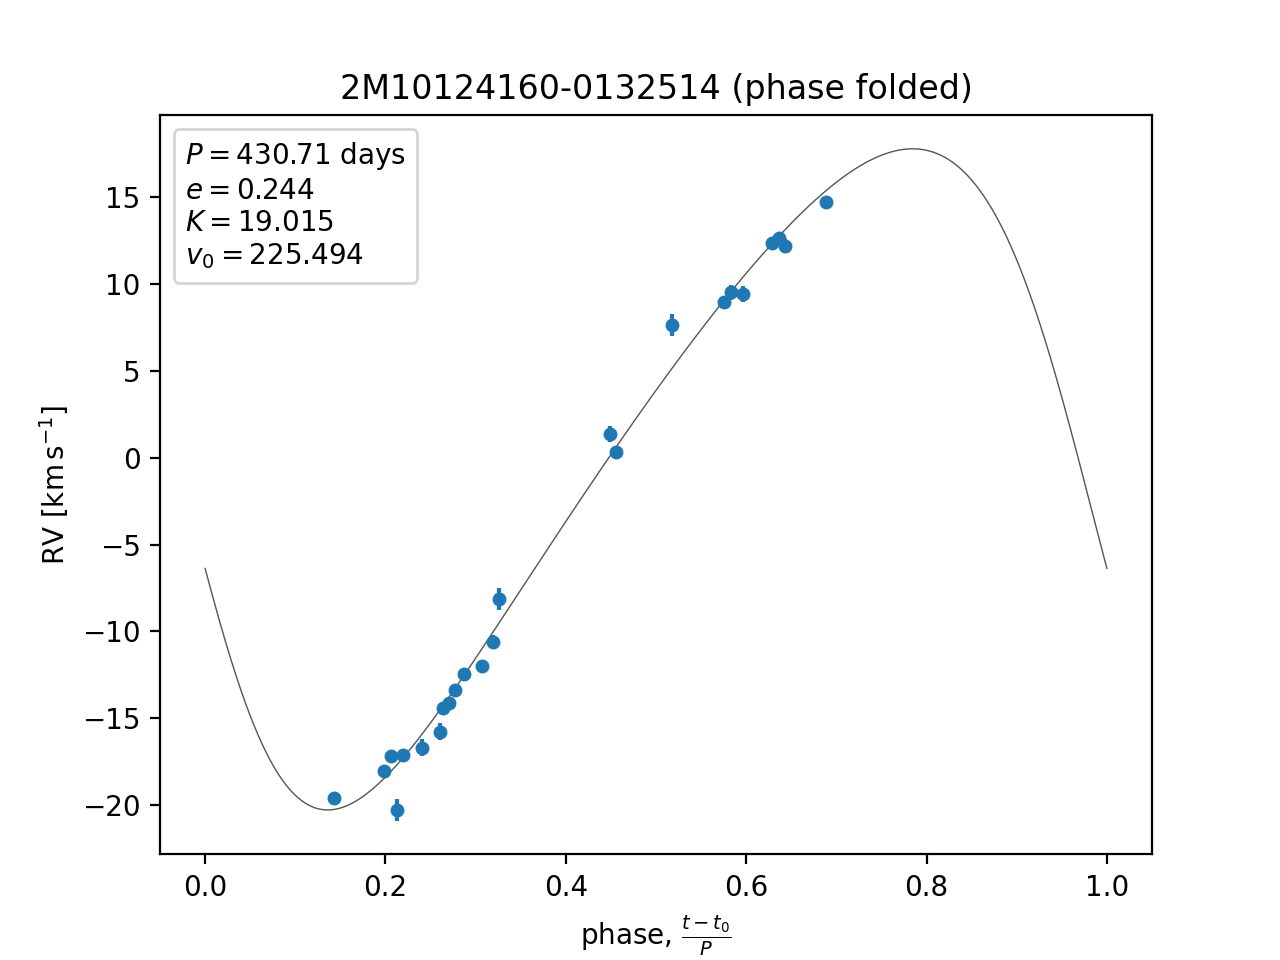 2M10124160-0132514 (phase folded)
P = 430.71 days
e = 0.244
K = 19.015
v₀ = 225.494
15
10
5
0
−5
−10
−15
−20
RV [km s⁻¹]
0.0 0.2 0.4 0.6 0.8 1.0
phase, (t − t₀)/P